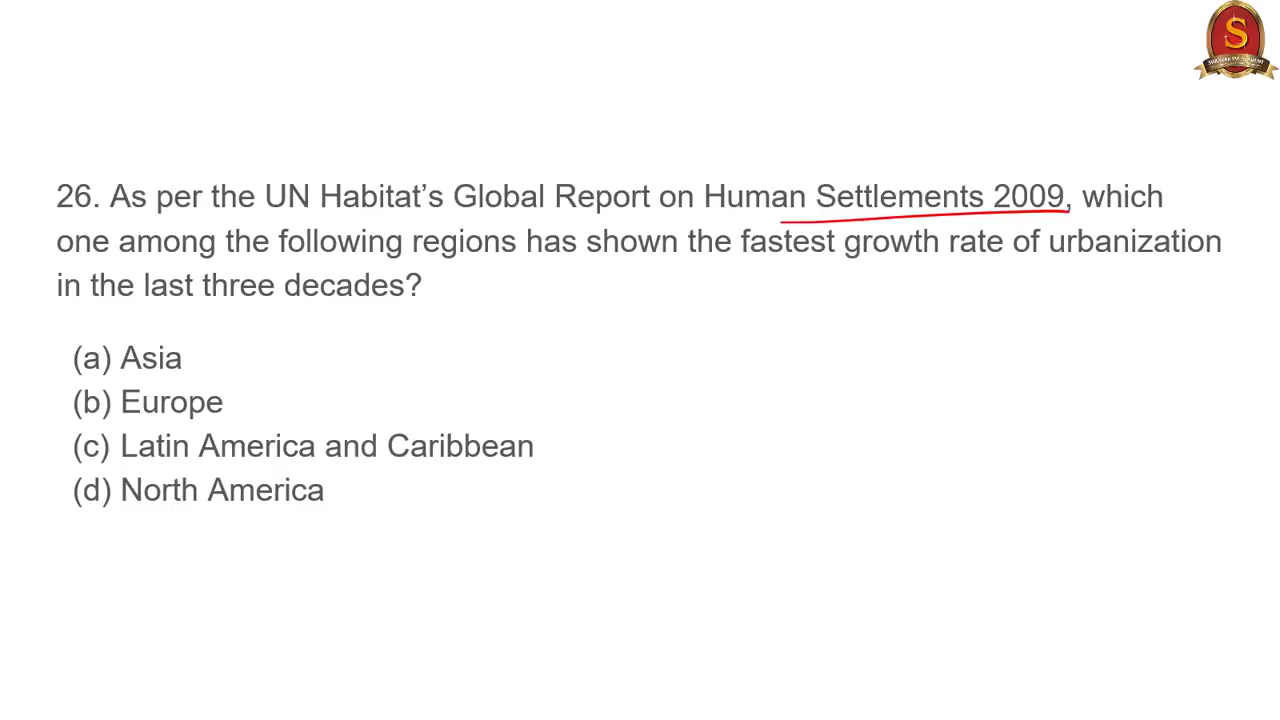 S
26. As per the UN Habitat’s Global Report on Human Settlements 2009, which
one among the following regions has shown the fastest growth rate of urbanization
in the last three decades?
(a) Asia
(b) Europe
(c) Latin America and Caribbean
(d) North America